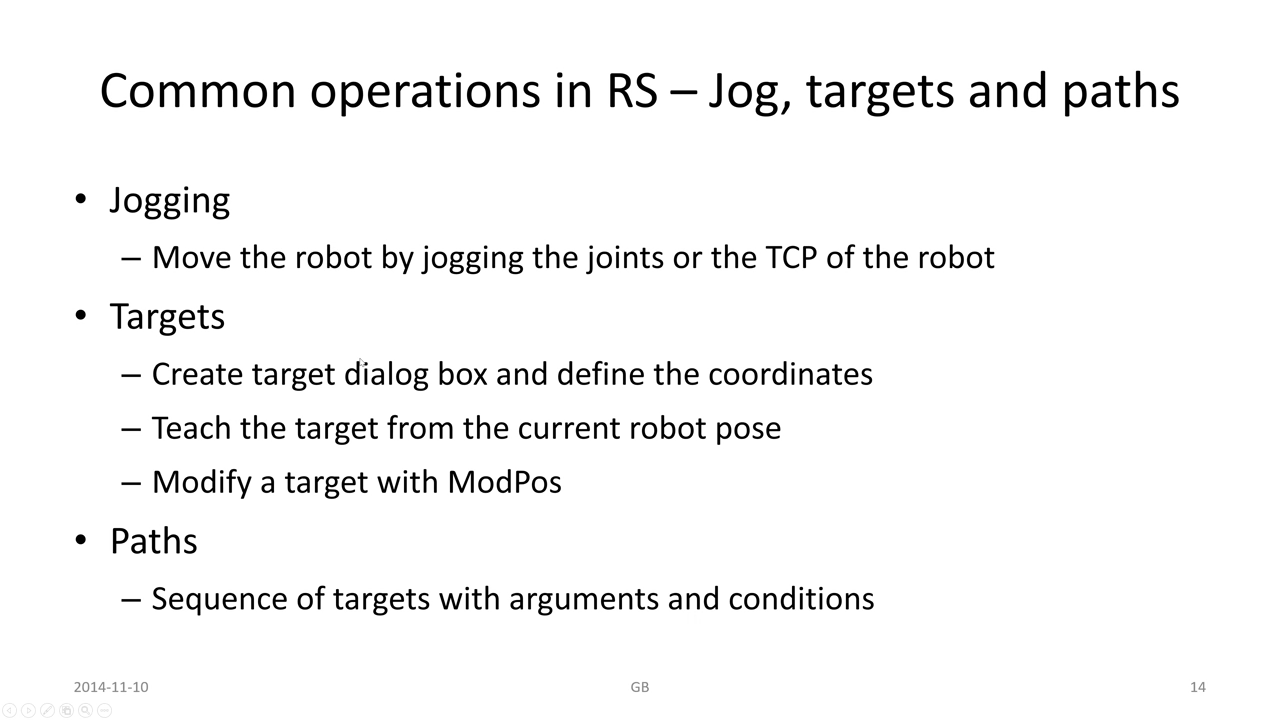 Common operations in RS – Jog, targets and paths
• Jogging
– Move the robot by jogging the joints or the TCP of the robot
• Targets
– Create target dialog box and define the coordinates
– Teach the target from the current robot pose
– Modify a target with ModPos
• Paths
– Sequence of targets with arguments and conditions
2014-11-10 GB 14